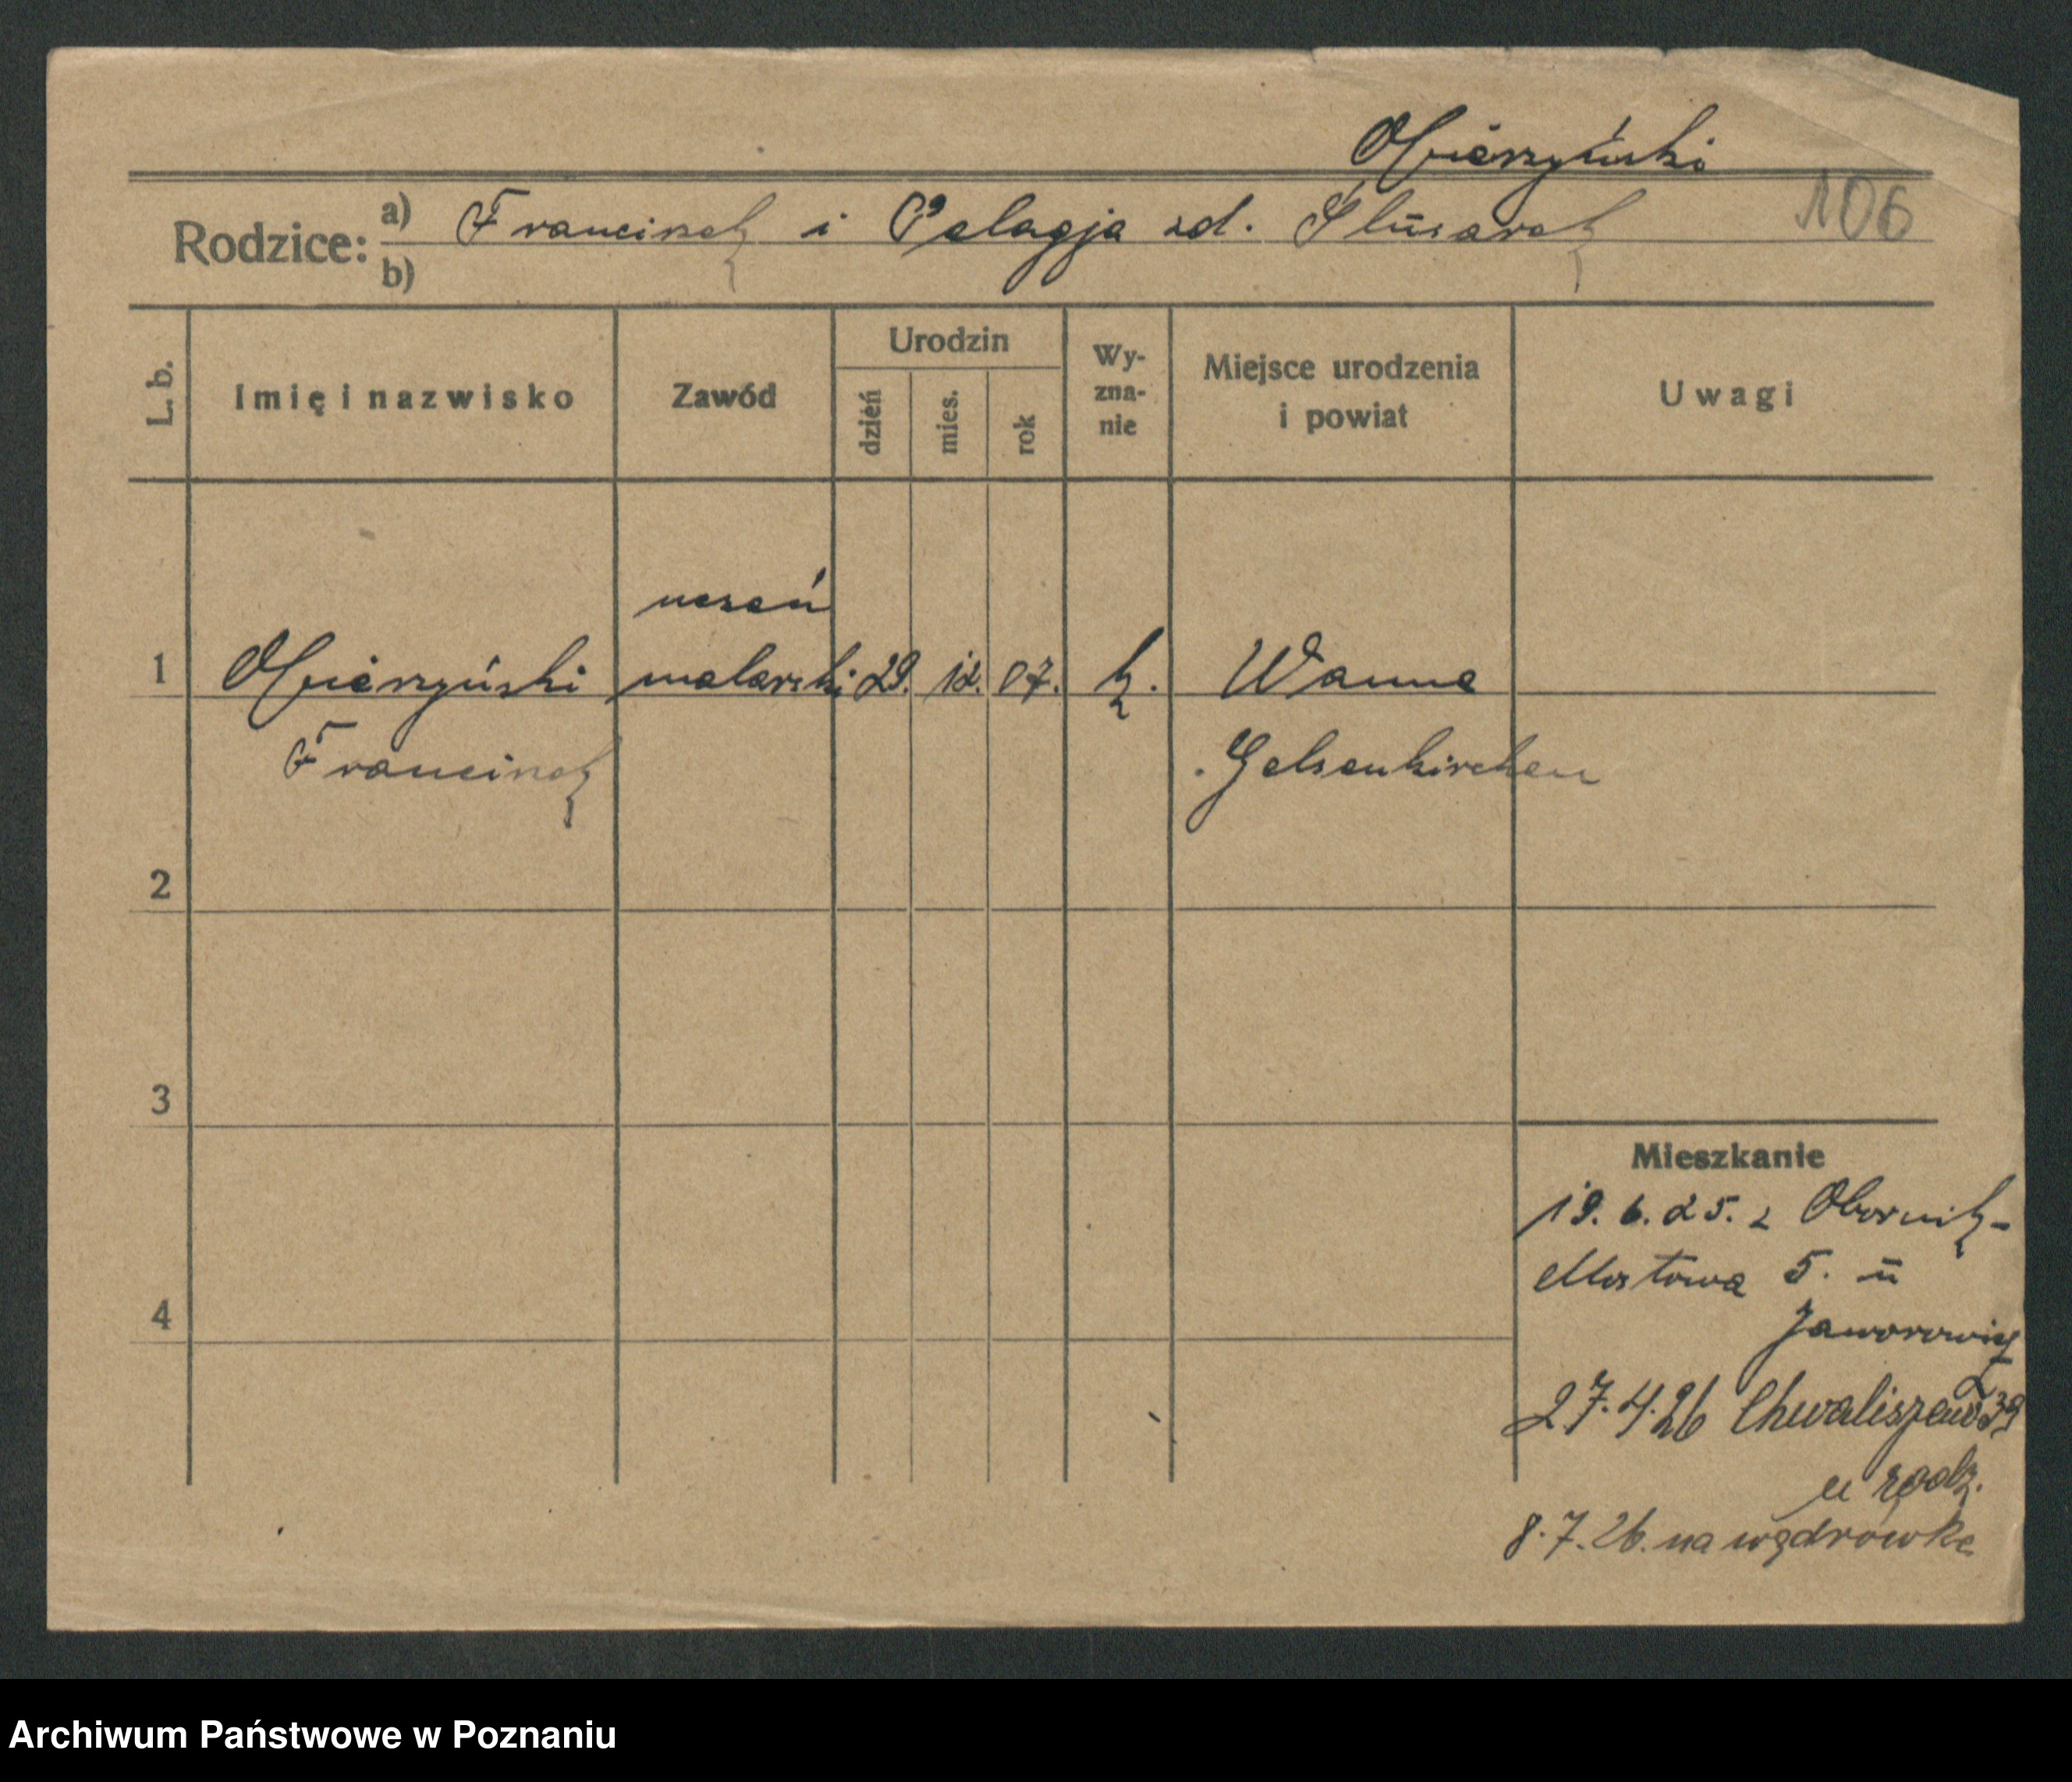 Ofierzyński
106
Rodzice: a) Franciszek i Pelagja zd. Ślusarek
b)
L. b. Imię i nazwisko Zawód Urodzin dzień mies. rok Wy-zna-nie Miejsce urodzenia i powiat Uwagi
uczeń
1 Ofierzyński malarski 29. 12. 07. k. Wanne
Franciszek Gelsenkirchen
2
3
Mieszkanie
19.6.25. z Obornik-
Mostowa 5. u
4
Jaworowicz
27.4.26 Chwaliszewo 39
u rodz.
8.7.26. na wędrówkę
Archiwum Państwowe w Poznaniu